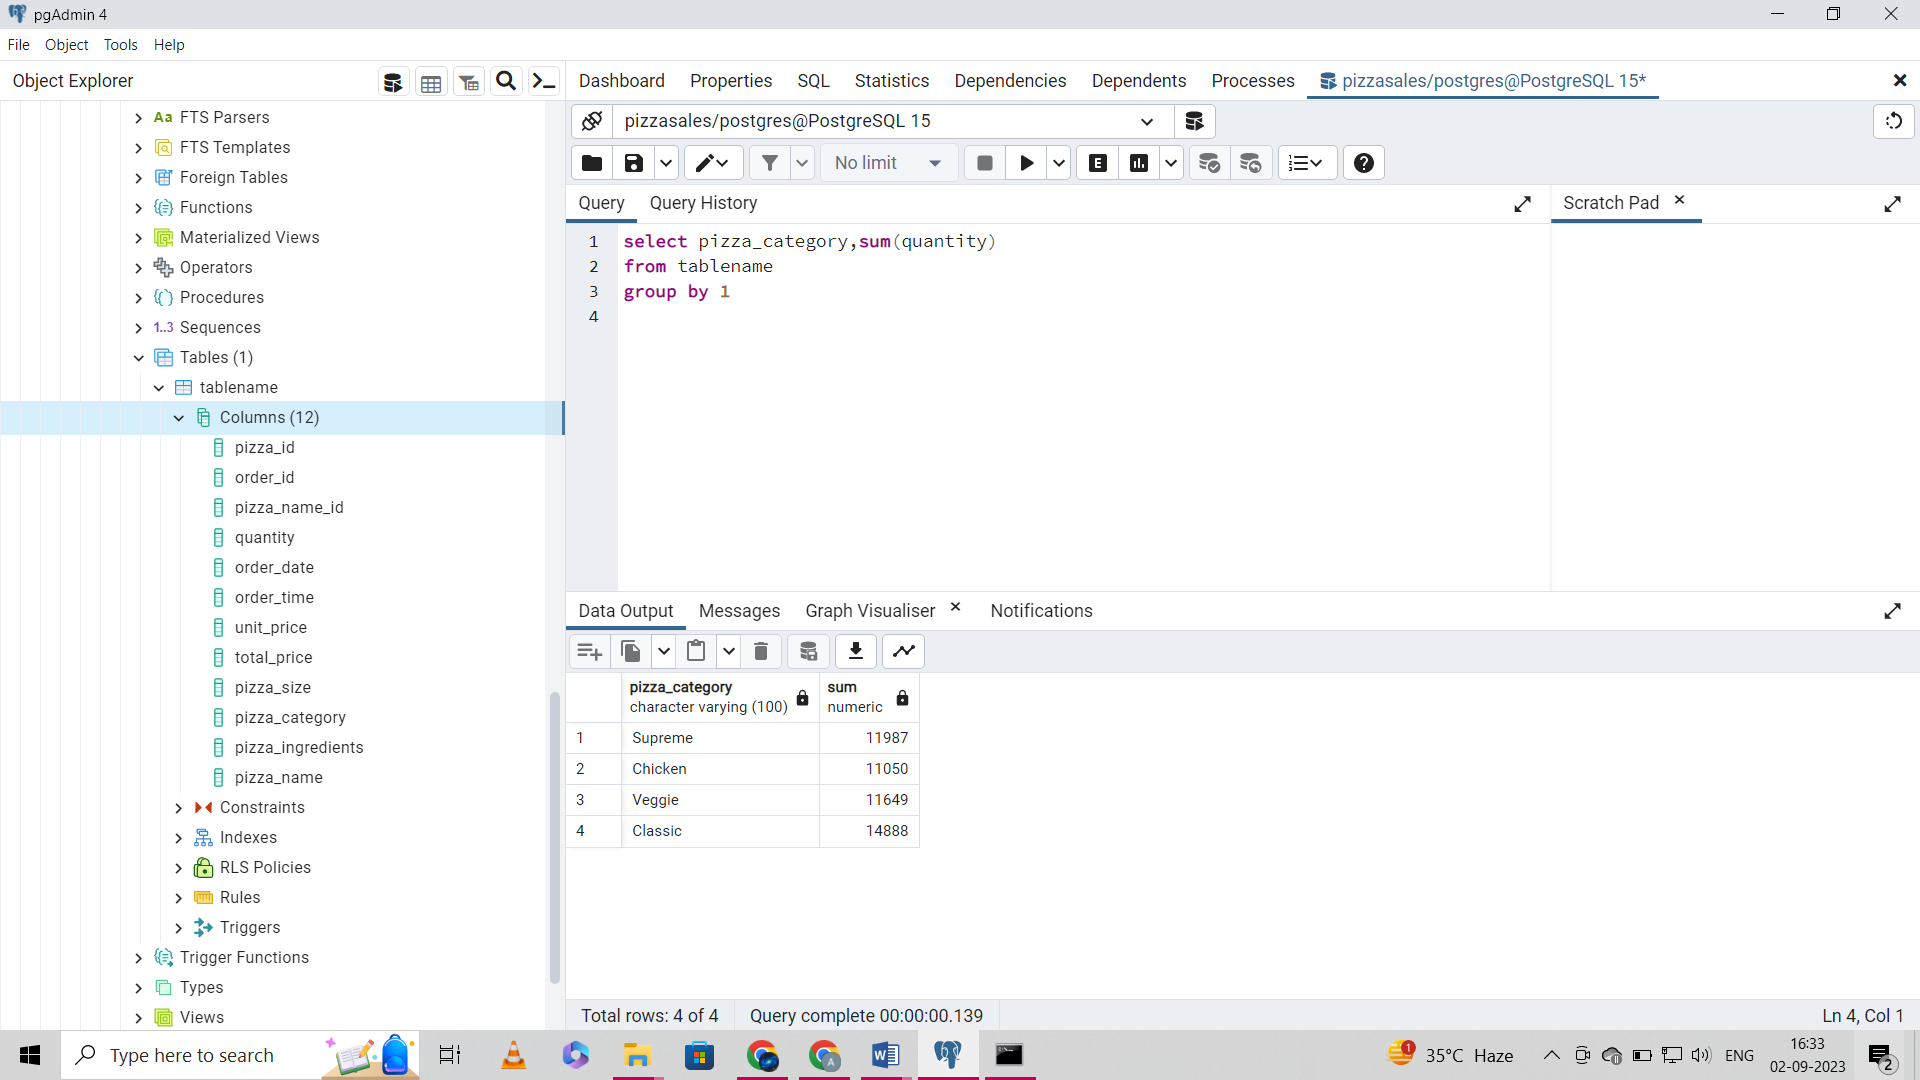 pgAdmin 4
File Object Tools Help
Object Explorer
Dashboard Properties SQL Statistics Dependencies Dependents Processes pizzasales/postgres@PostgreSQL 15*
Aa FTS Parsers
FTS Templates
Foreign Tables
Functions
Materialized Views
Operators
Procedures
1..3 Sequences
Tables (1)
tablename
Columns (12)
pizza_id
order_id
pizza_name_id
quantity
order_date
order_time
unit_price
total_price
pizza_size
pizza_category
pizza_ingredients
pizza_name
Constraints
Indexes
RLS Policies
Rules
Triggers
Trigger Functions
Types
Views
pizzasales/postgres@PostgreSQL 15
No limit
E
Query Query History
Scratch Pad
1 select pizza_category,sum(quantity)
2 from tablename
3 group by 1
4
Data Output Messages Graph Visualiser Notifications
pizza_category sum
character varying (100) numeric
1 Supreme 11987
2 Chicken 11050
3 Veggie 11649
4 Classic 14888
Total rows: 4 of 4 Query complete 00:00:00.139 Ln 4, Col 1
Type here to search
A
1
35°C Haze
ENG
16:33
02-09-2023
2